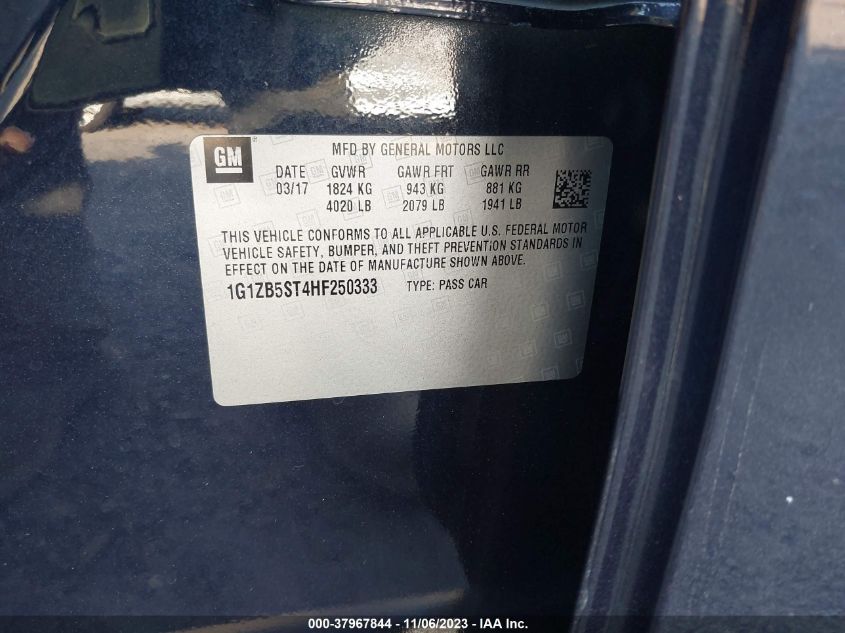 GM
®
MFD BY GENERAL MOTORS LLC
DATE GVWR GAWR FRT GAWR RR
03/17 1824 KG 943 KG 881 KG
4020 LB 2079 LB 1941 LB
THIS VEHICLE CONFORMS TO ALL APPLICABLE U.S. FEDERAL MOTOR
VEHICLE SAFETY, BUMPER, AND THEFT PREVENTION STANDARDS IN
EFFECT ON THE DATE OF MANUFACTURE SHOWN ABOVE.
1G1ZB5ST4HF250333 TYPE: PASS CAR
000-37967844 - 11/06/2023 - IAA Inc.